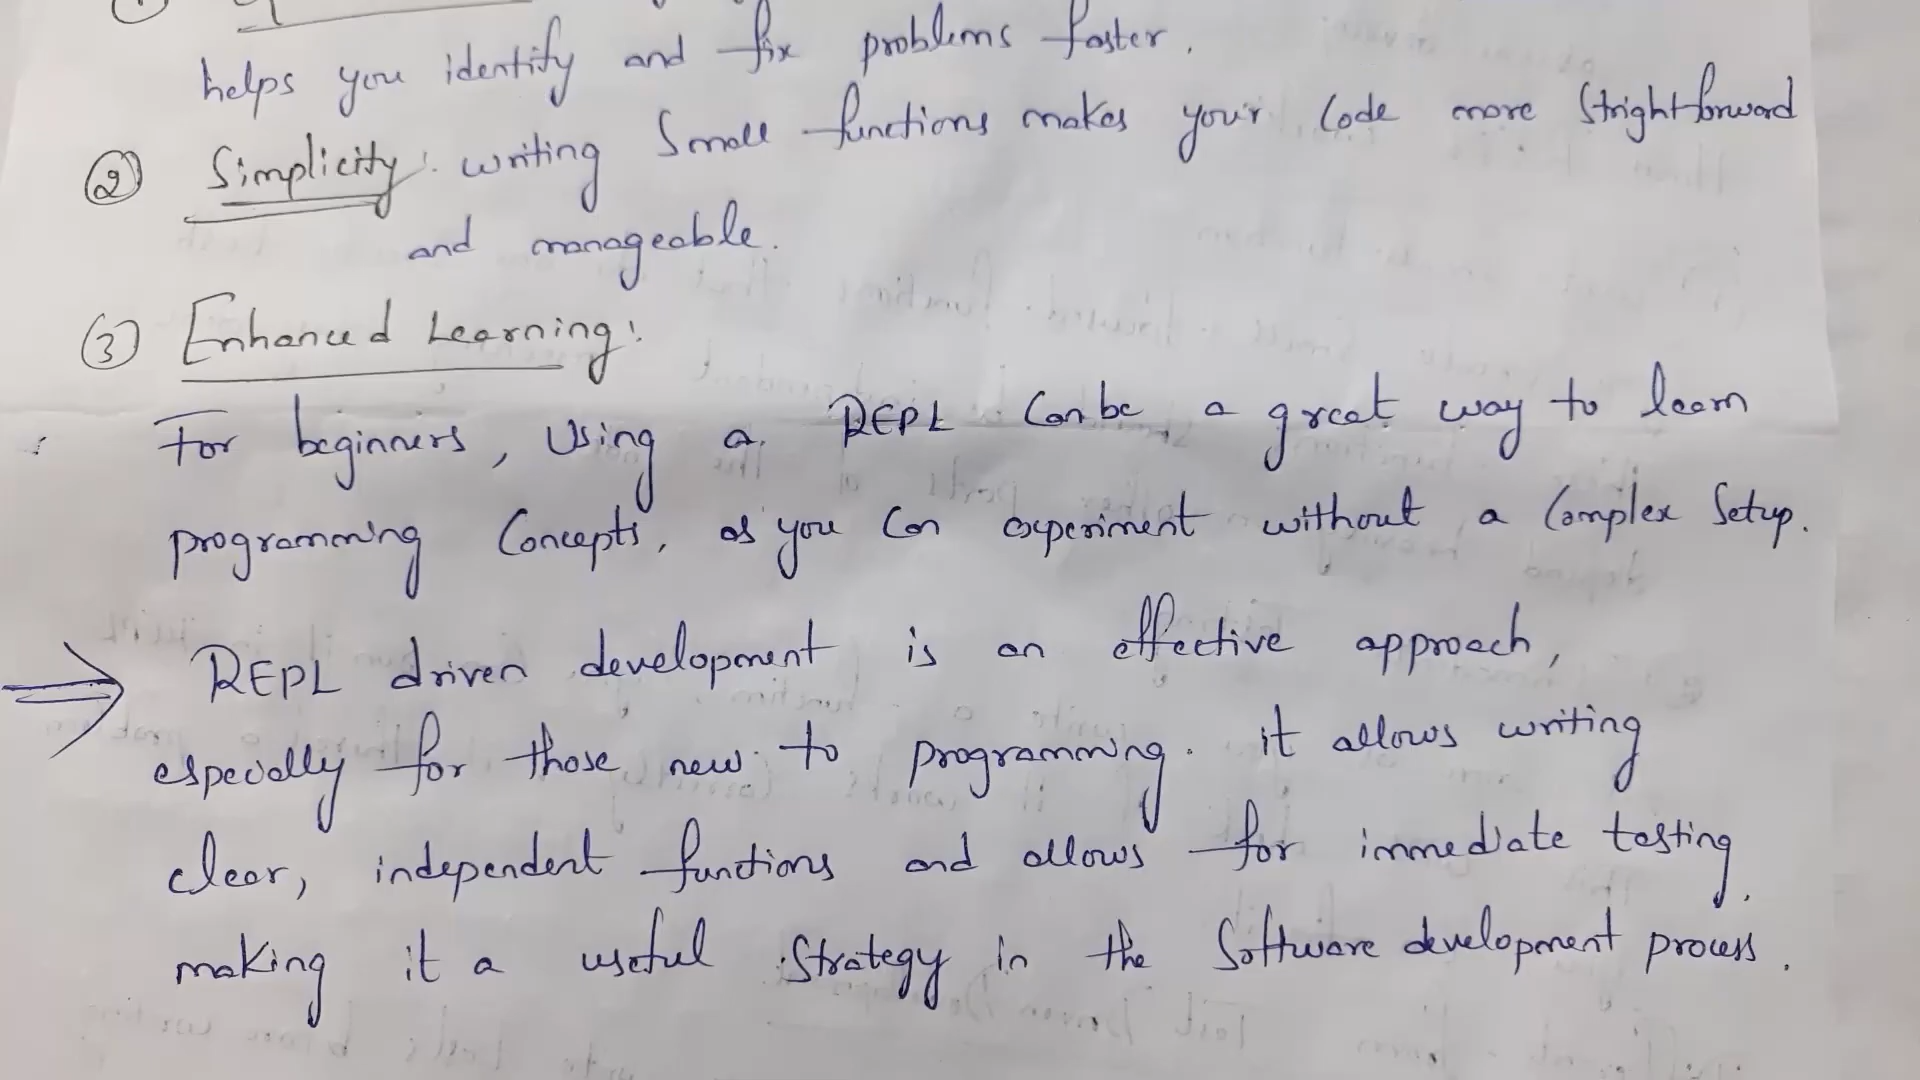 helps you identify and fix problems faster.
② Simplicity: writing Small functions makes your Code more Strightforward
and manageable.
③ Enhanced Learning:
For beginners, Using a REPL Can be a great way to learn
programming Concepts, as you Can experiment without a Complex Setup.
⇒ REPL driven development is an effective approach,
especially for those new to programming. it allows writing
clear, independent functions and allows for immediate testing,
making it a useful Strategy in the Software development process.